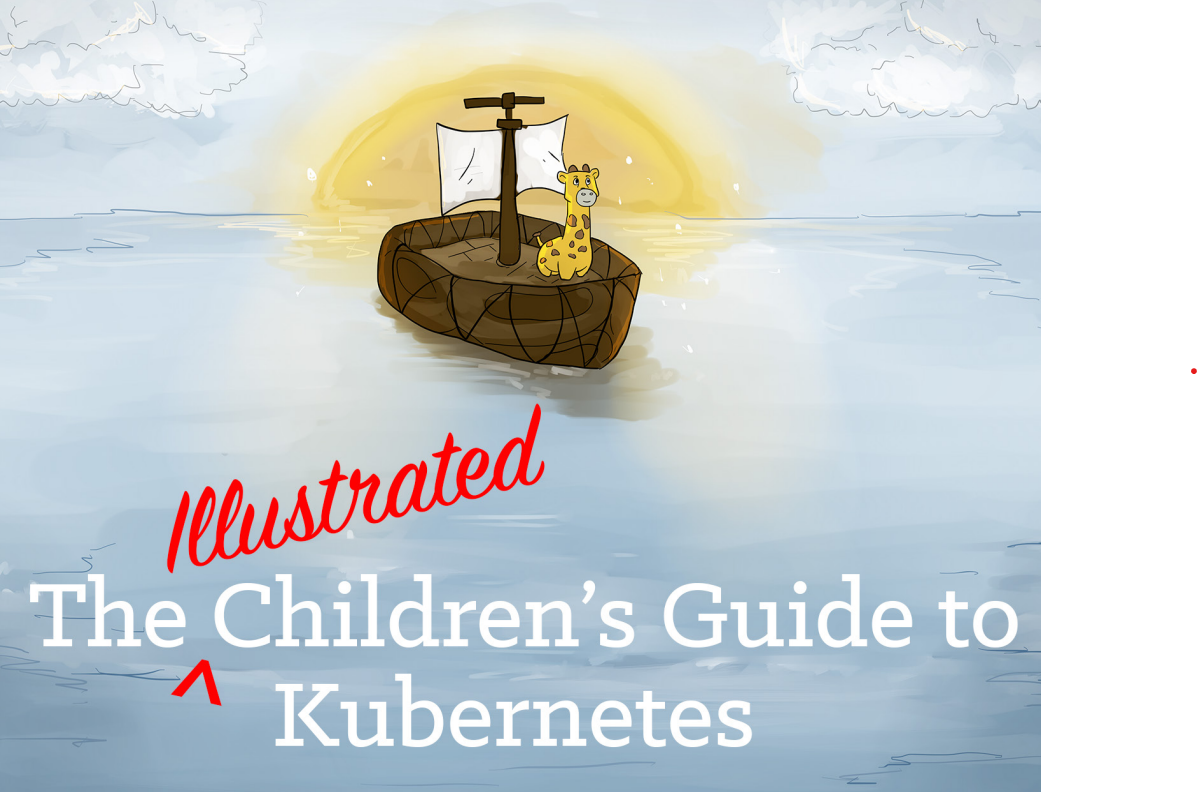 Illustrated
The Children’s Guide to
^
Kubernetes